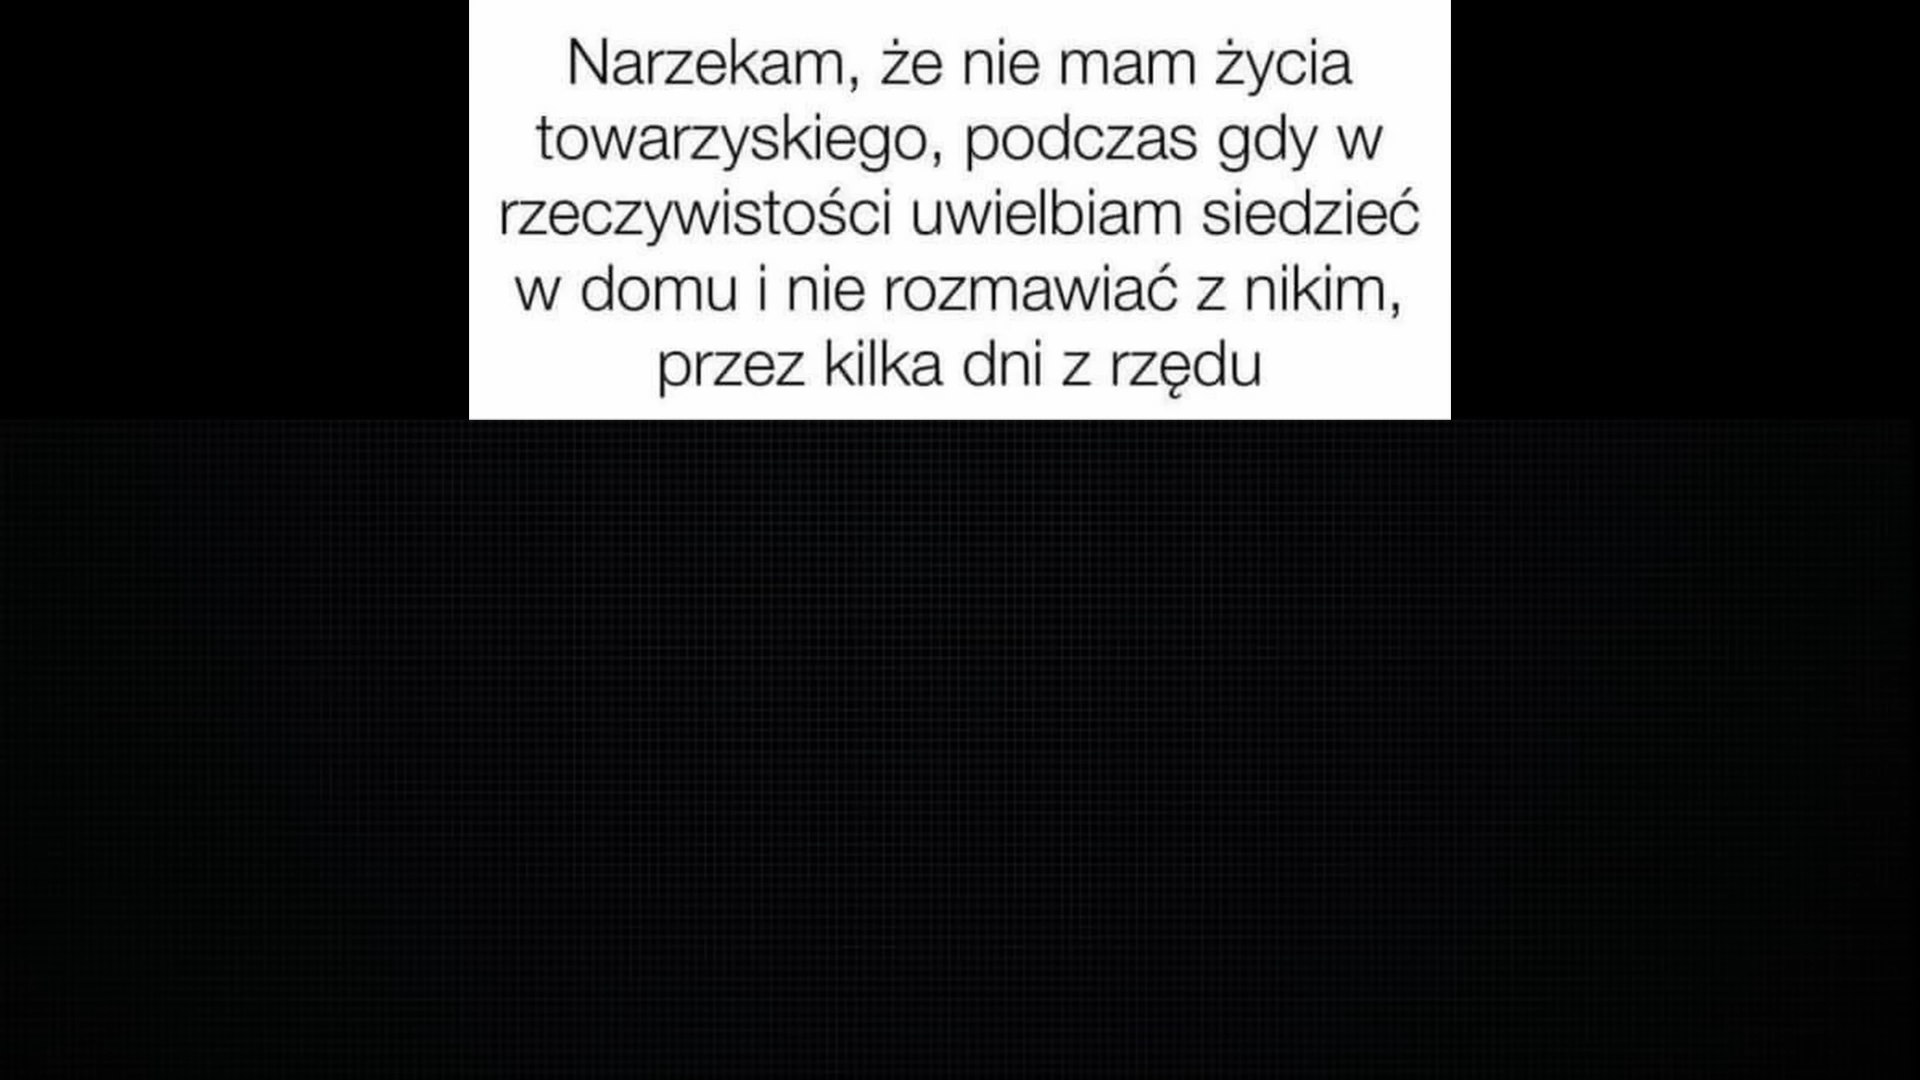 Narzekam, że nie mam życia
towarzyskiego, podczas gdy w
rzeczywistości uwielbiam siedzieć
w domu i nie rozmawiać z nikim,
przez kilka dni z rzędu